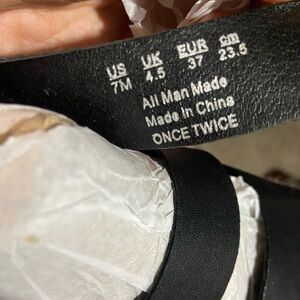 US UK EUR cm
7M 4.5 37 23.5
All Man Made
Made In China
ONCE TWICE